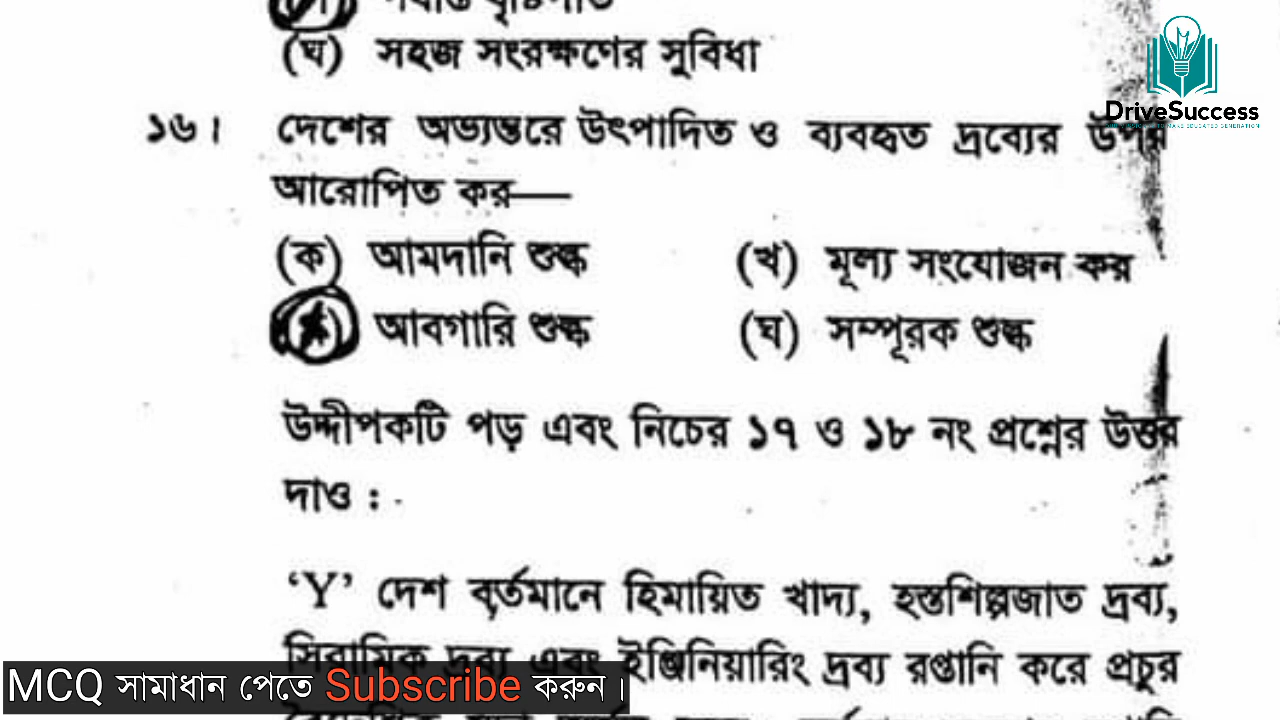 (ঘ) সহজ সংরক্ষণের সুবিধা
DriveSuccess
১৬। দেশের অভ্যন্তরে উৎপাদিত ও ব্যবহৃত দ্রব্যের উপর
আরোপিত কর—
(ক) আমদানি শুল্ক (খ) মূল্য সংযোজন কর
আবগারি শুল্ক (ঘ) সম্পূরক শুল্ক
উদ্দীপকটি পড় এবং নিচের ১৭ ও ১৮ নং প্রশ্নের উত্তর
দাও :
‘Y’ দেশ বর্তমানে হিমায়িত খাদ্য, হস্তশিল্পজাত দ্রব্য,
সিরামিক দ্রব্য এবং ইঞ্জিনিয়ারিং দ্রব্য রপ্তানি করে প্রচুর
MCQ সামাধান পেতে Subscribe করুন।